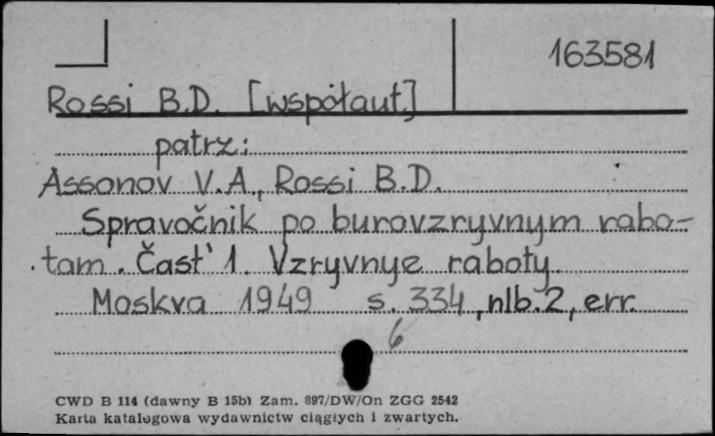 163581
Rossi B.D. [współaut.]
patrz:
Assonov V.A., Rossi B.D.
Spravočnik po burovzryvnym rabo-
tam. Čast' 1. Vzryvnye raboty.
Moskva 1949 s. 334, nlb. 2, err.
6
CWD B 114 (dawny B 15b) Zam. 897/DW/On ZGG 2542
Karta katalogowa wydawnictw ciągłych i zwartych.